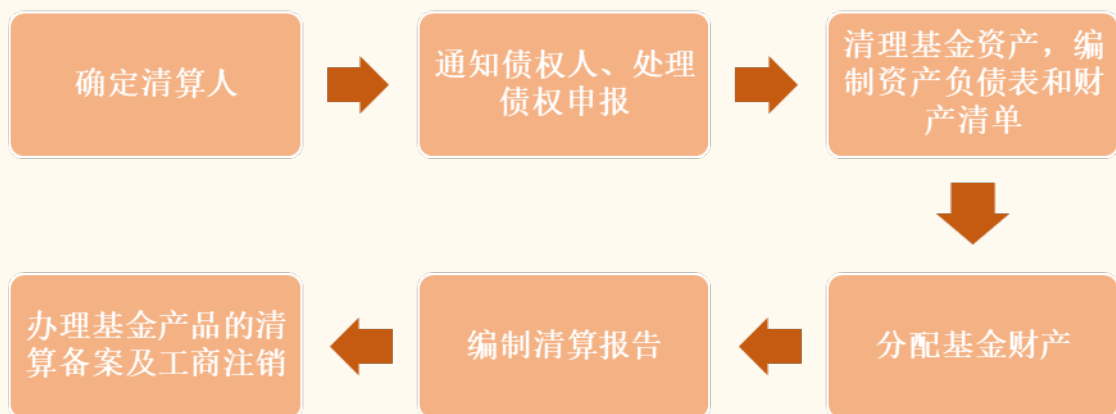 确定清算人
通知债权人、处理
债权申报
清理基金资产，编
制资产负债表和财
产清单
分配基金财产
编制清算报告
办理基金产品的清
算备案及工商注销